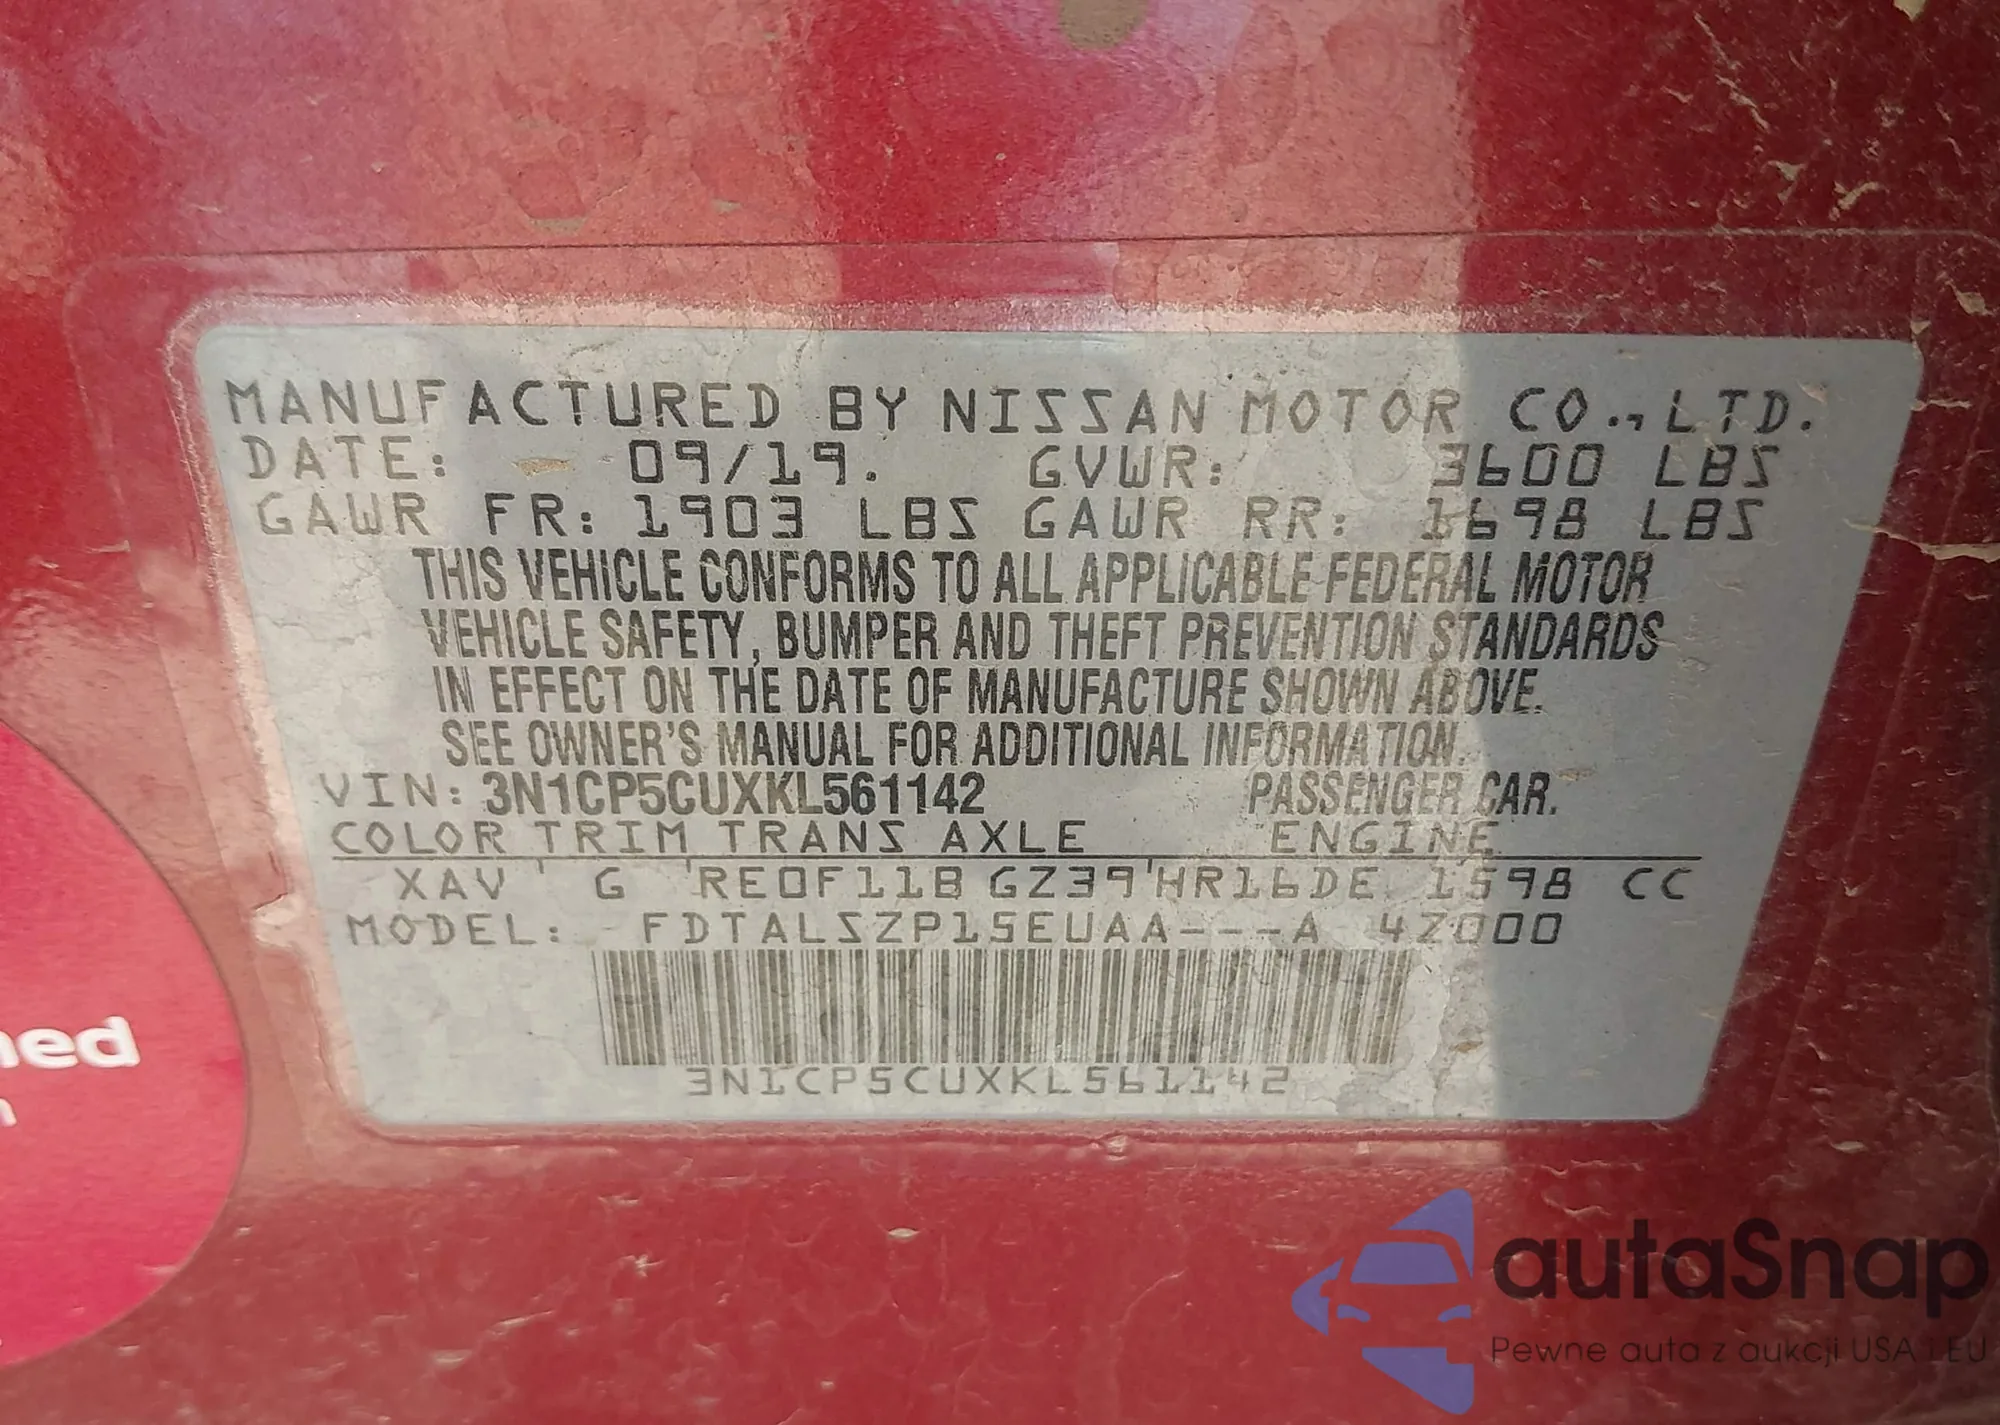 MANUFACTURED BY NISSAN MOTOR CO.,LTD.
DATE: 09/19. GVWR: 3600 LBS
GAWR FR: 1903 LBS GAWR RR: 1698 LBS
THIS VEHICLE CONFORMS TO ALL APPLICABLE FEDERAL MOTOR
VEHICLE SAFETY, BUMPER AND THEFT PREVENTION STANDARDS
IN EFFECT ON THE DATE OF MANUFACTURE SHOWN ABOVE.
SEE OWNER'S MANUAL FOR ADDITIONAL INFORMATION.
VIN: 3N1CP5CUXKL561142 PASSENGER CAR.
COLOR TRIM TRANS AXLE ENGINE
XAV G RE0F11B GZ39 HR16DE 1598 CC
MODEL: FDTALSZP15EUAA---A 4Z000
3N1CP5CUXKL561142
ned
autaSnap
Pewne auta z aukcji USA i EU